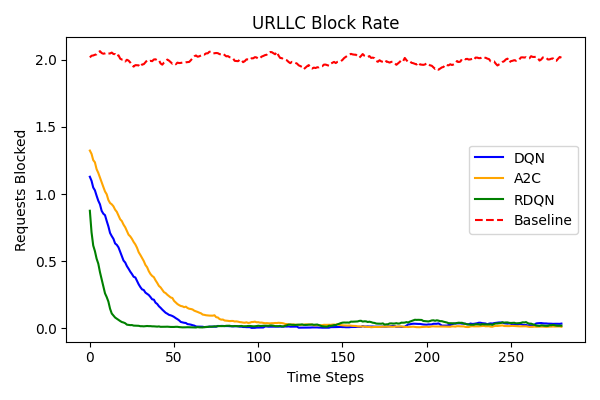 URLLC Block Rate
Requests Blocked
2.0
1.5
1.0
0.5
0.0
0 50 100 150 200 250
Time Steps
DQN
A2C
RDQN
Baseline